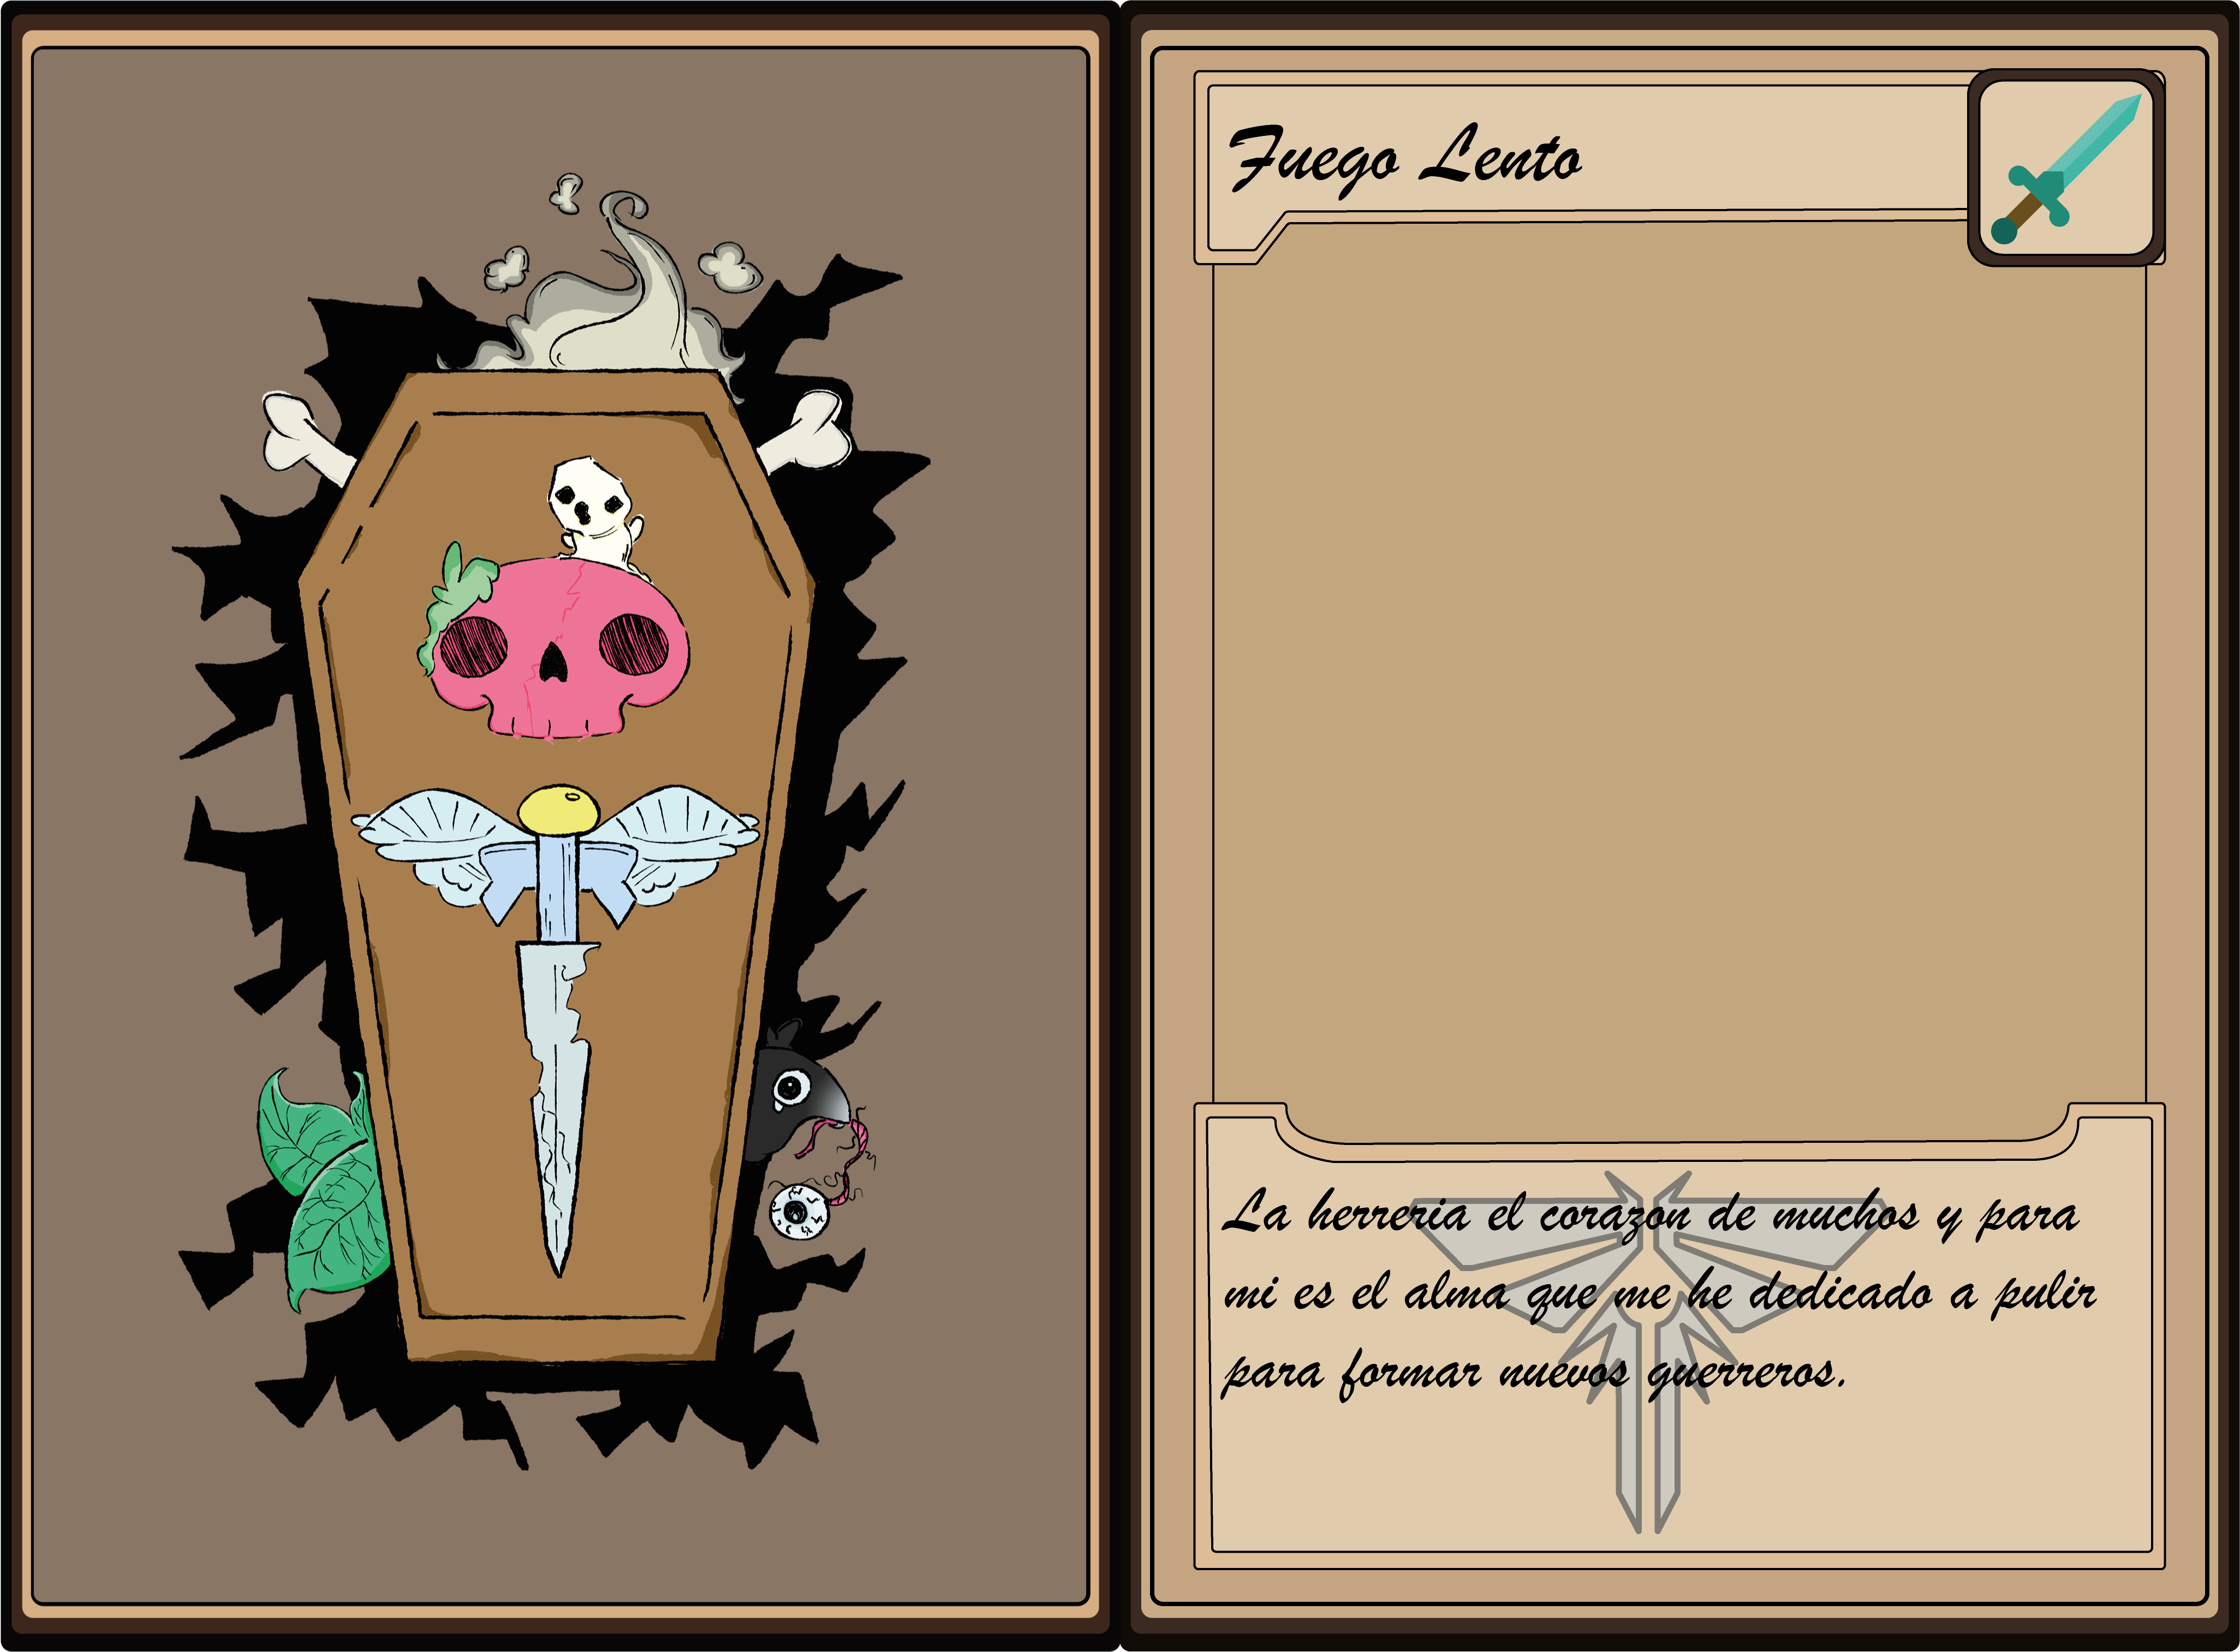 Fuego Lento
La herreria el corazon de muchos y para
mi es el alma que me he dedicado a pulir
para formar nuevos guerreros.